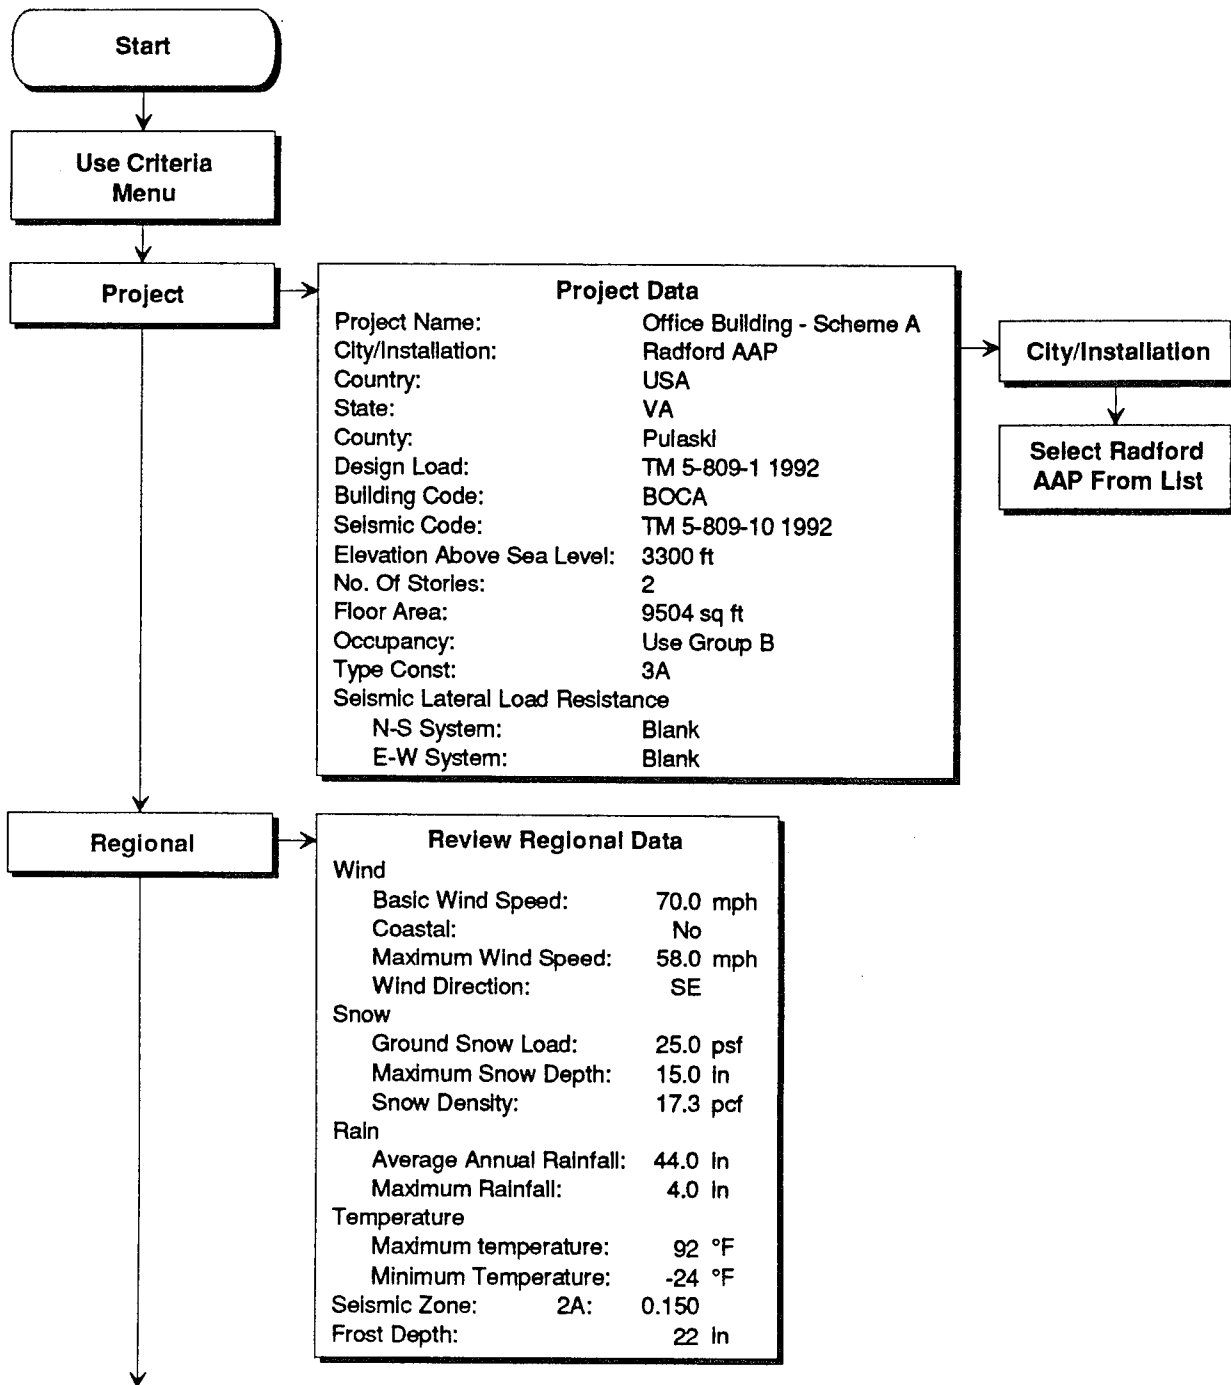 Start
Use Criteria
Menu
Project
Project Data
Project Name: Office Building - Scheme A
City/Installation: Radford AAP
Country: USA
State: VA
County: Pulaski
Design Load: TM 5-809-1 1992
Building Code: BOCA
Seismic Code: TM 5-809-10 1992
Elevation Above Sea Level: 3300 ft
No. Of Stories: 2
Floor Area: 9504 sq ft
Occupancy: Use Group B
Type Const: 3A
Seismic Lateral Load Resistance
N-S System: Blank
E-W System: Blank
City/Installation
Select Radford
AAP From List
Regional
Review Regional Data
Wind
Basic Wind Speed: 70.0 mph
Coastal: No
Maximum Wind Speed: 58.0 mph
Wind Direction: SE
Snow
Ground Snow Load: 25.0 psf
Maximum Snow Depth: 15.0 in
Snow Density: 17.3 pcf
Rain
Average Annual Rainfall: 44.0 in
Maximum Rainfall: 4.0 in
Temperature
Maximum temperature: 92 °F
Minimum Temperature: -24 °F
Seismic Zone: 2A: 0.150
Frost Depth: 22 in